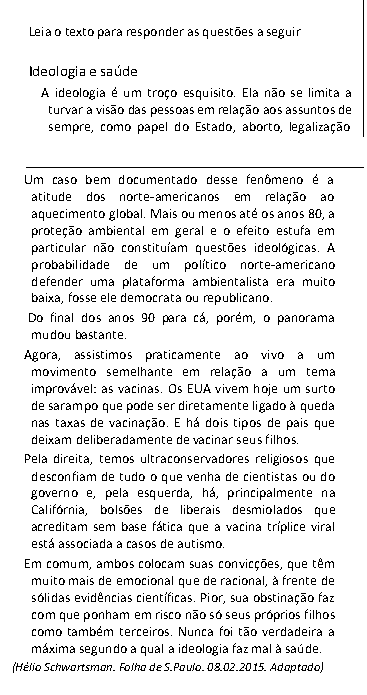 Leia o texto para responder as questões a seguir
Ideologia e saúde
A ideologia é um troço esquisito. Ela não se limita a
turvar a visão das pessoas em relação aos assuntos de
sempre, como papel do Estado, aborto, legalização
Um caso bem documentado desse fenômeno é a
atitude dos norte-americanos em relação ao
aquecimento global. Mais ou menos até os anos 80, a
proteção ambiental em geral e o efeito estufa em
particular não constituíam questões ideológicas. A
probabilidade de um político norte-americano
defender uma plataforma ambientalista era muito
baixa, fosse ele democrata ou republicano.
Do final dos anos 90 para cá, porém, o panorama
mudou bastante.
Agora, assistimos praticamente ao vivo a um
movimento semelhante em relação a um tema
improvável: as vacinas. Os EUA vivem hoje um surto
de sarampo que pode ser diretamente ligado à queda
nas taxas de vacinação. E há dois tipos de pais que
deixam deliberadamente de vacinar seus filhos.
Pela direita, temos ultraconservadores religiosos que
desconfiam de tudo o que venha de cientistas ou do
governo e, pela esquerda, há, principalmente na
Califórnia, bolsões de liberais desmiolados que
acreditam sem base fática que a vacina tríplice viral
está associada a casos de autismo.
Em comum, ambos colocam suas convicções, que têm
muito mais de emocional que de racional, à frente de
sólidas evidências científicas. Pior, sua obstinação faz
com que ponham em risco não só seus próprios filhos
como também terceiros. Nunca foi tão verdadeira a
máxima segundo a qual a ideologia faz mal à saúde.
(Hélio Schwartsman. Folha de S.Paulo. 08.02.2015. Adaptado)